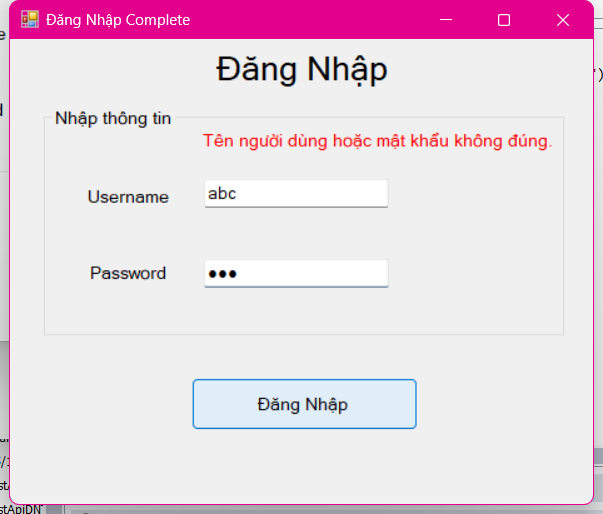 Đăng Nhập Complete
Đăng Nhập
Nhập thông tin
Tên người dùng hoặc mật khẩu không đúng.
Username
abc
Password
●●●
Đăng Nhập